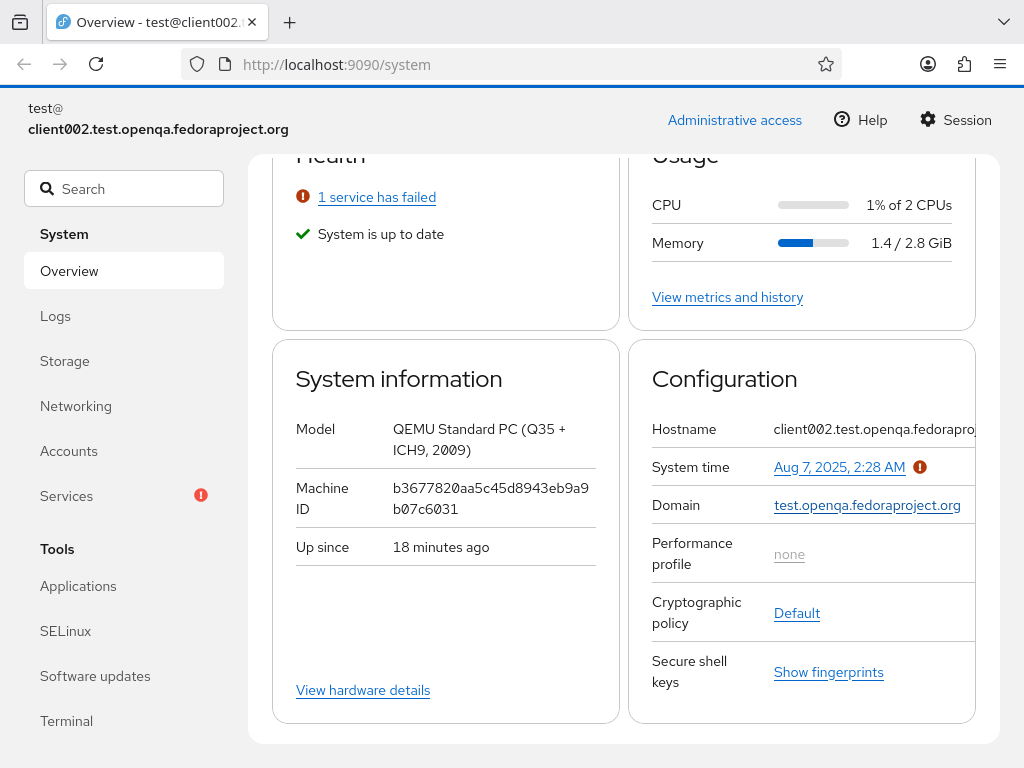 Overview - test@client002.
http://localhost:9090/system
test@
client002.test.openqa.fedoraproject.org
Administrative access
Help
Session
Search
System
Overview
Logs
Storage
Networking
Accounts
Services
Tools
Applications
SELinux
Software updates
Terminal
Health
1 service has failed
System is up to date
Usage
CPU
1% of 2 CPUs
Memory
1.4 / 2.8 GiB
View metrics and history
System information
Model
QEMU Standard PC (Q35 +
ICH9, 2009)
Machine
ID
b3677820aa5c45d8943eb9a9
b07c6031
Up since
18 minutes ago
View hardware details
Configuration
Hostname
client002.test.openqa.fedoraproj
System time
Aug 7, 2025, 2:28 AM
Domain
test.openqa.fedoraproject.org
Performance
profile
none
Cryptographic
policy
Default
Secure shell
keys
Show fingerprints